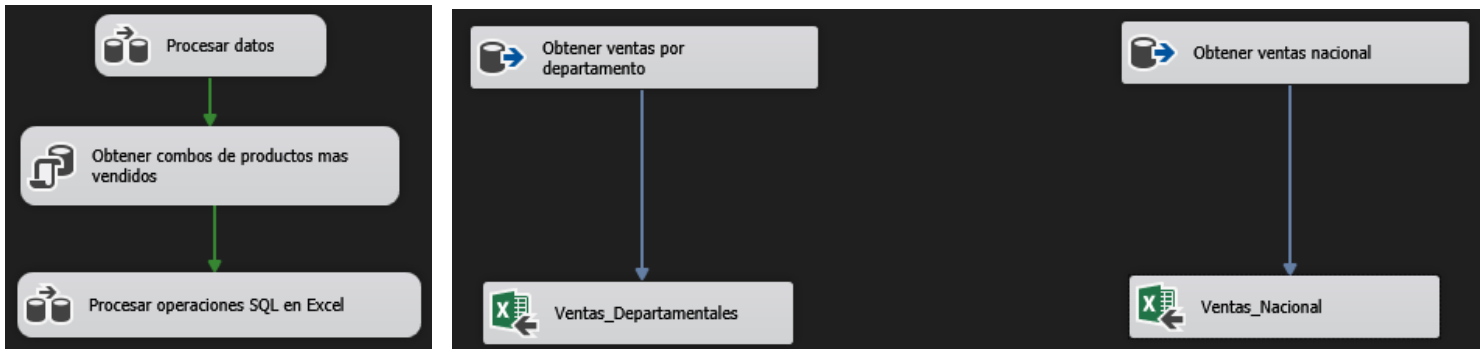 Procesar datos
Obtener combos de productos mas
vendidos
Procesar operaciones SQL en Excel
Obtener ventas por
departamento
Ventas_Departamentales
Obtener ventas nacional
Ventas_Nacional